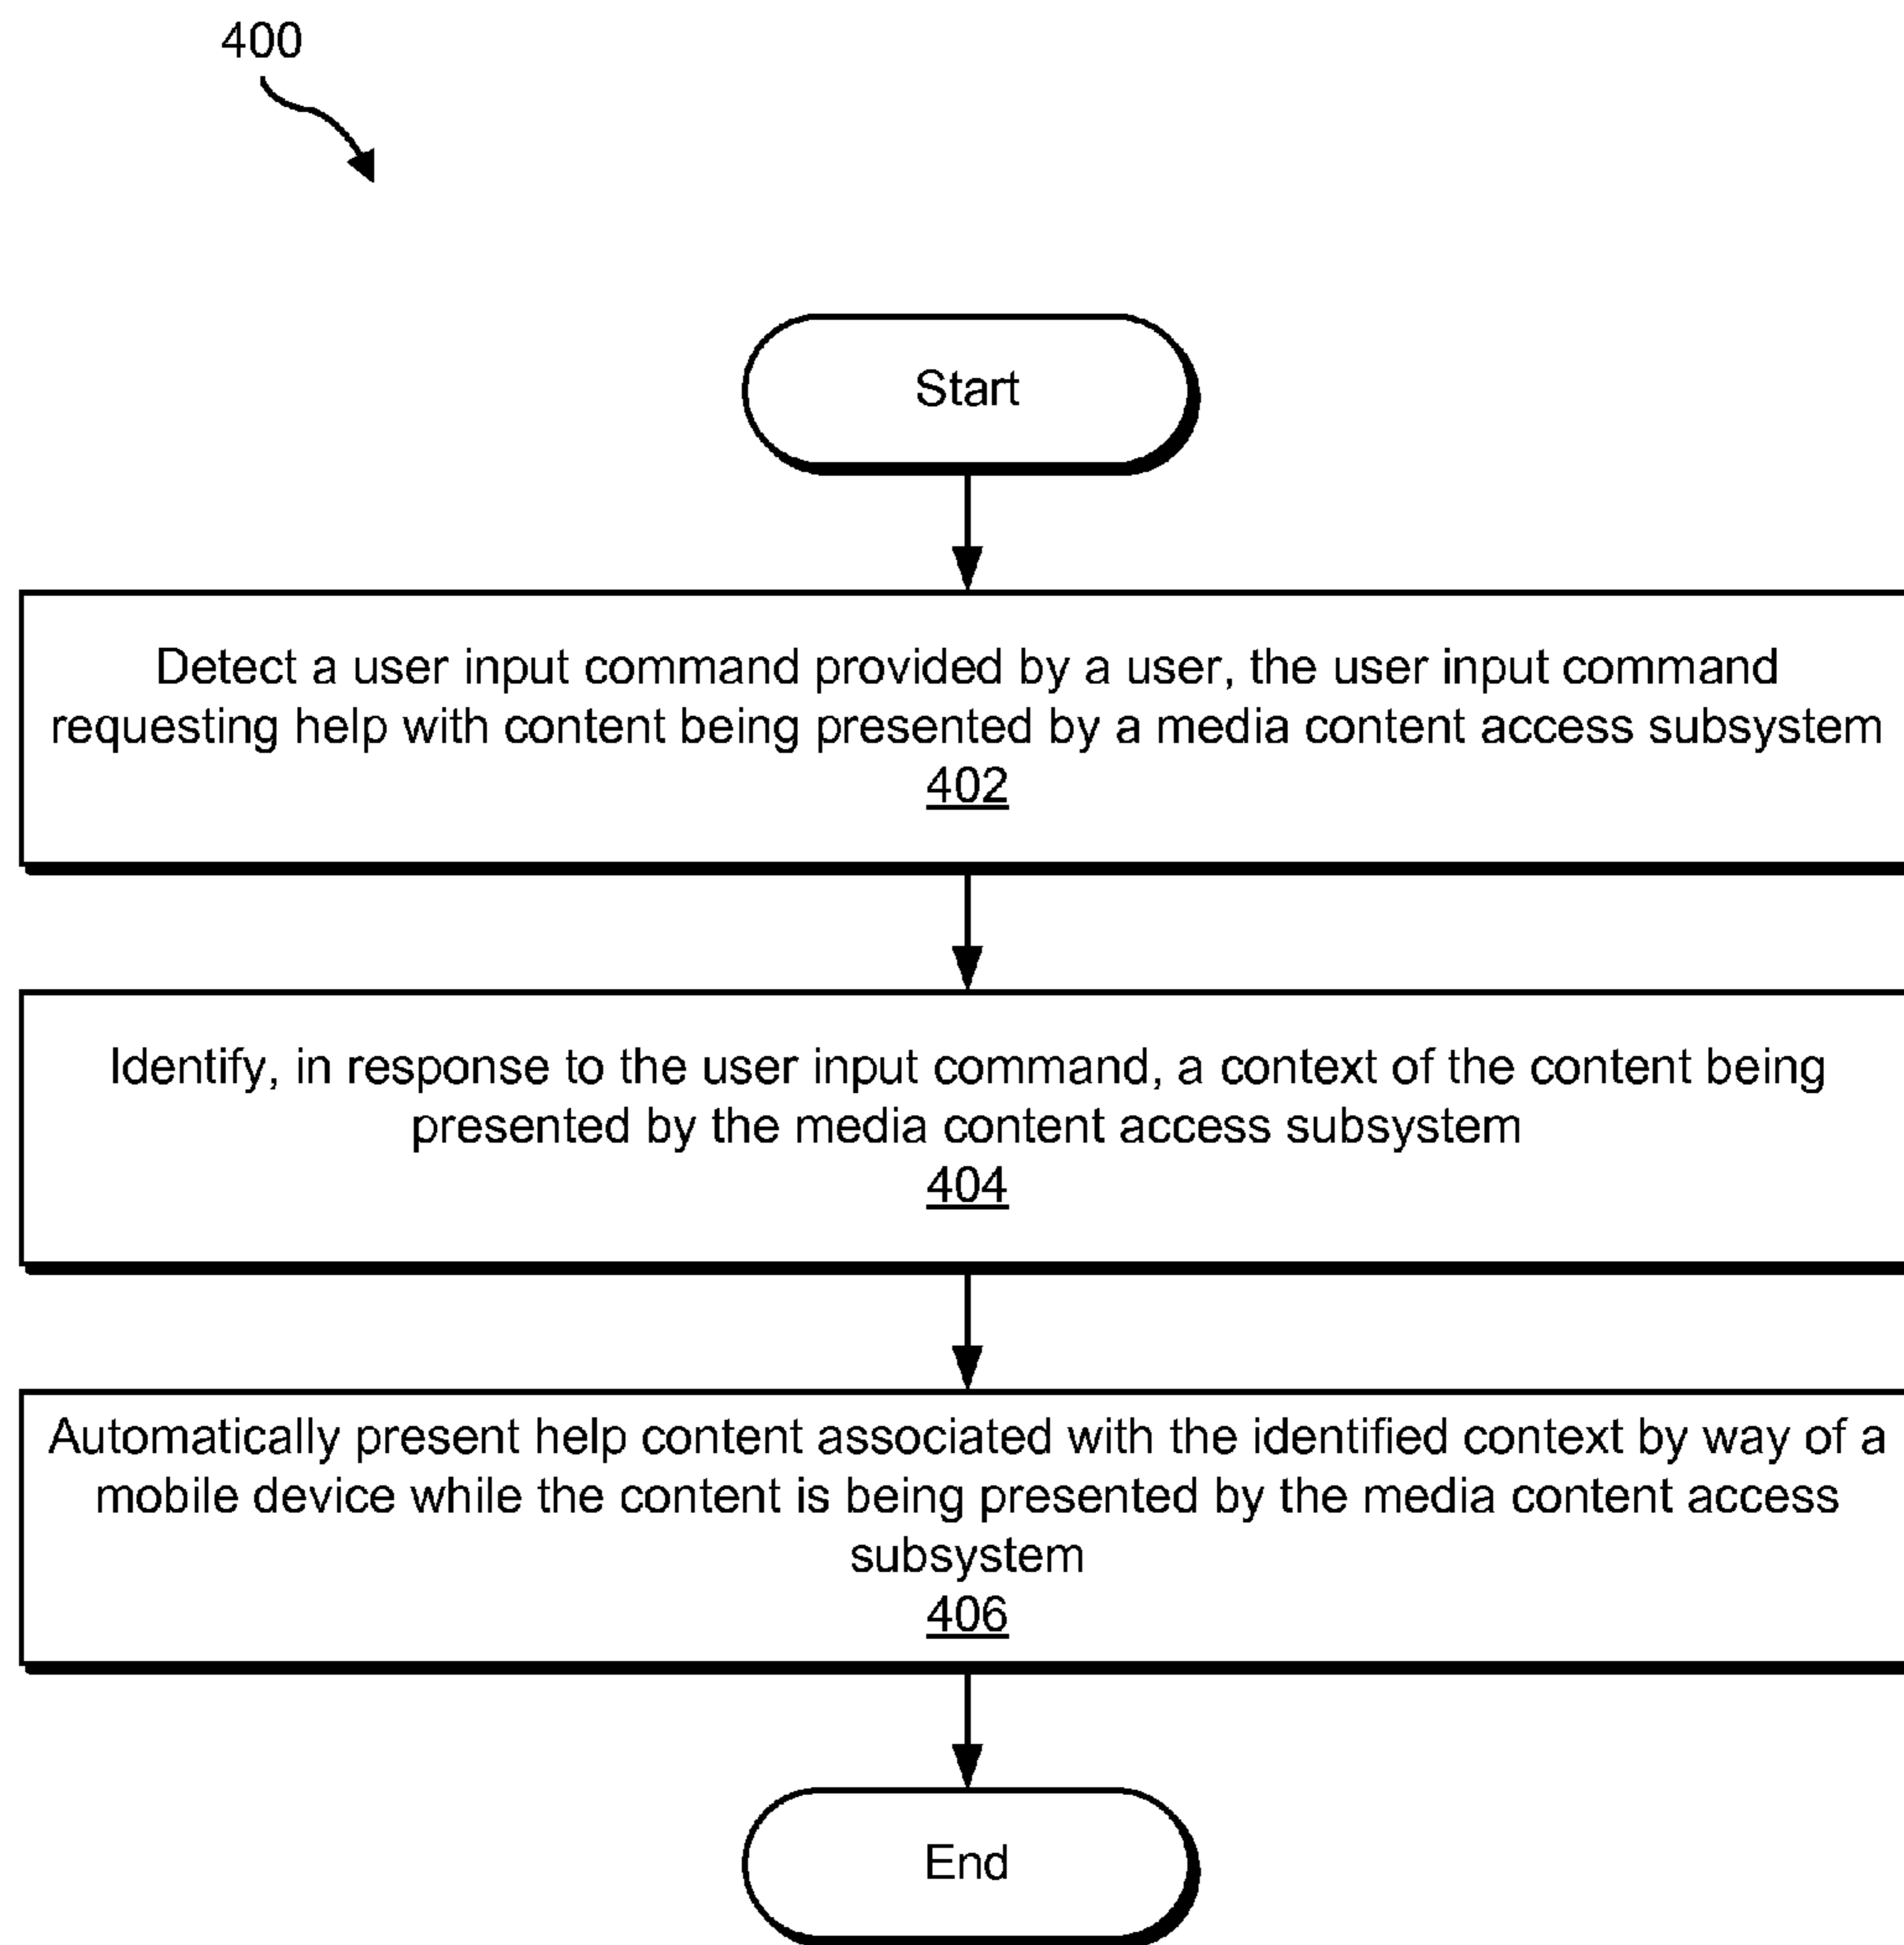 400
Start
Detect a user input command provided by a user, the user input command
requesting help with content being presented by a media content access subsystem
402
Identify, in response to the user input command, a context of the content being
presented by the media content access subsystem
404
Automatically present help content associated with the identified context by way of a
mobile device while the content is being presented by the media content access
subsystem
406
End